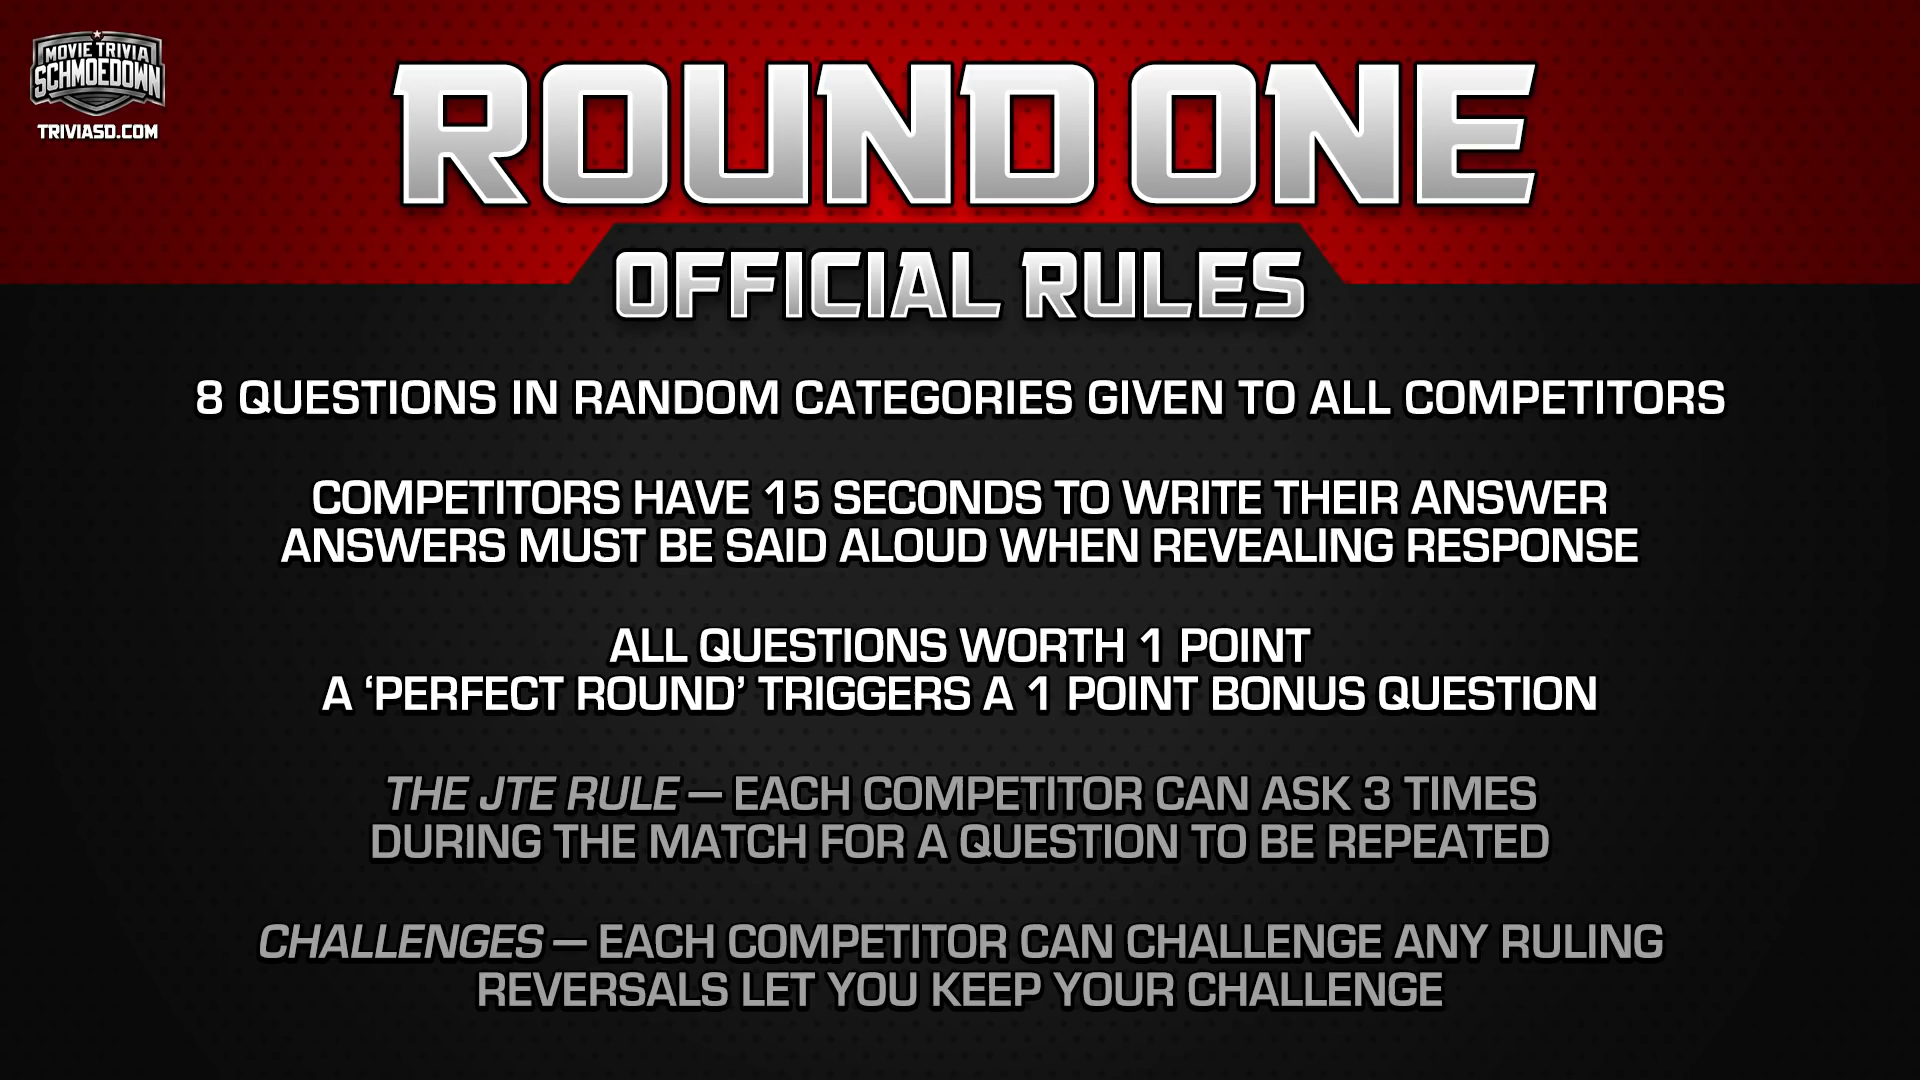 MOVIE TRIVIA
SCHMOEDOWN
TRIVIASD.COM
ROUND ONE
OFFICIAL RULES
8 QUESTIONS IN RANDOM CATEGORIES GIVEN TO ALL COMPETITORS
COMPETITORS HAVE 15 SECONDS TO WRITE THEIR ANSWER
ANSWERS MUST BE SAID ALOUD WHEN REVEALING RESPONSE
ALL QUESTIONS WORTH 1 POINT
A ‘PERFECT ROUND’ TRIGGERS A 1 POINT BONUS QUESTION
THE JTE RULE — EACH COMPETITOR CAN ASK 3 TIMES
DURING THE MATCH FOR A QUESTION TO BE REPEATED
CHALLENGES — EACH COMPETITOR CAN CHALLENGE ANY RULING
REVERSALS LET YOU KEEP YOUR CHALLENGE